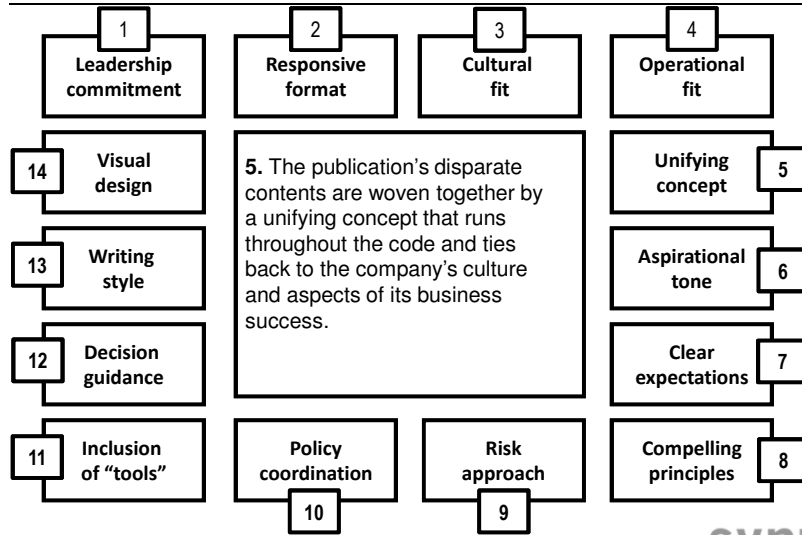 1
Leadership
commitment
2
Responsive
format
3
Cultural
fit
4
Operational
fit
14
Visual
design
5. The publication’s disparate
contents are woven together by
a unifying concept that runs
throughout the code and ties
back to the company’s culture
and aspects of its business
success.
Unifying
concept
5
13
Writing
style
Aspirational
tone
6
12
Decision
guidance
Clear
expectations
7
11
Inclusion
of “tools”
Policy
coordination
10
Risk
approach
9
Compelling
principles
8